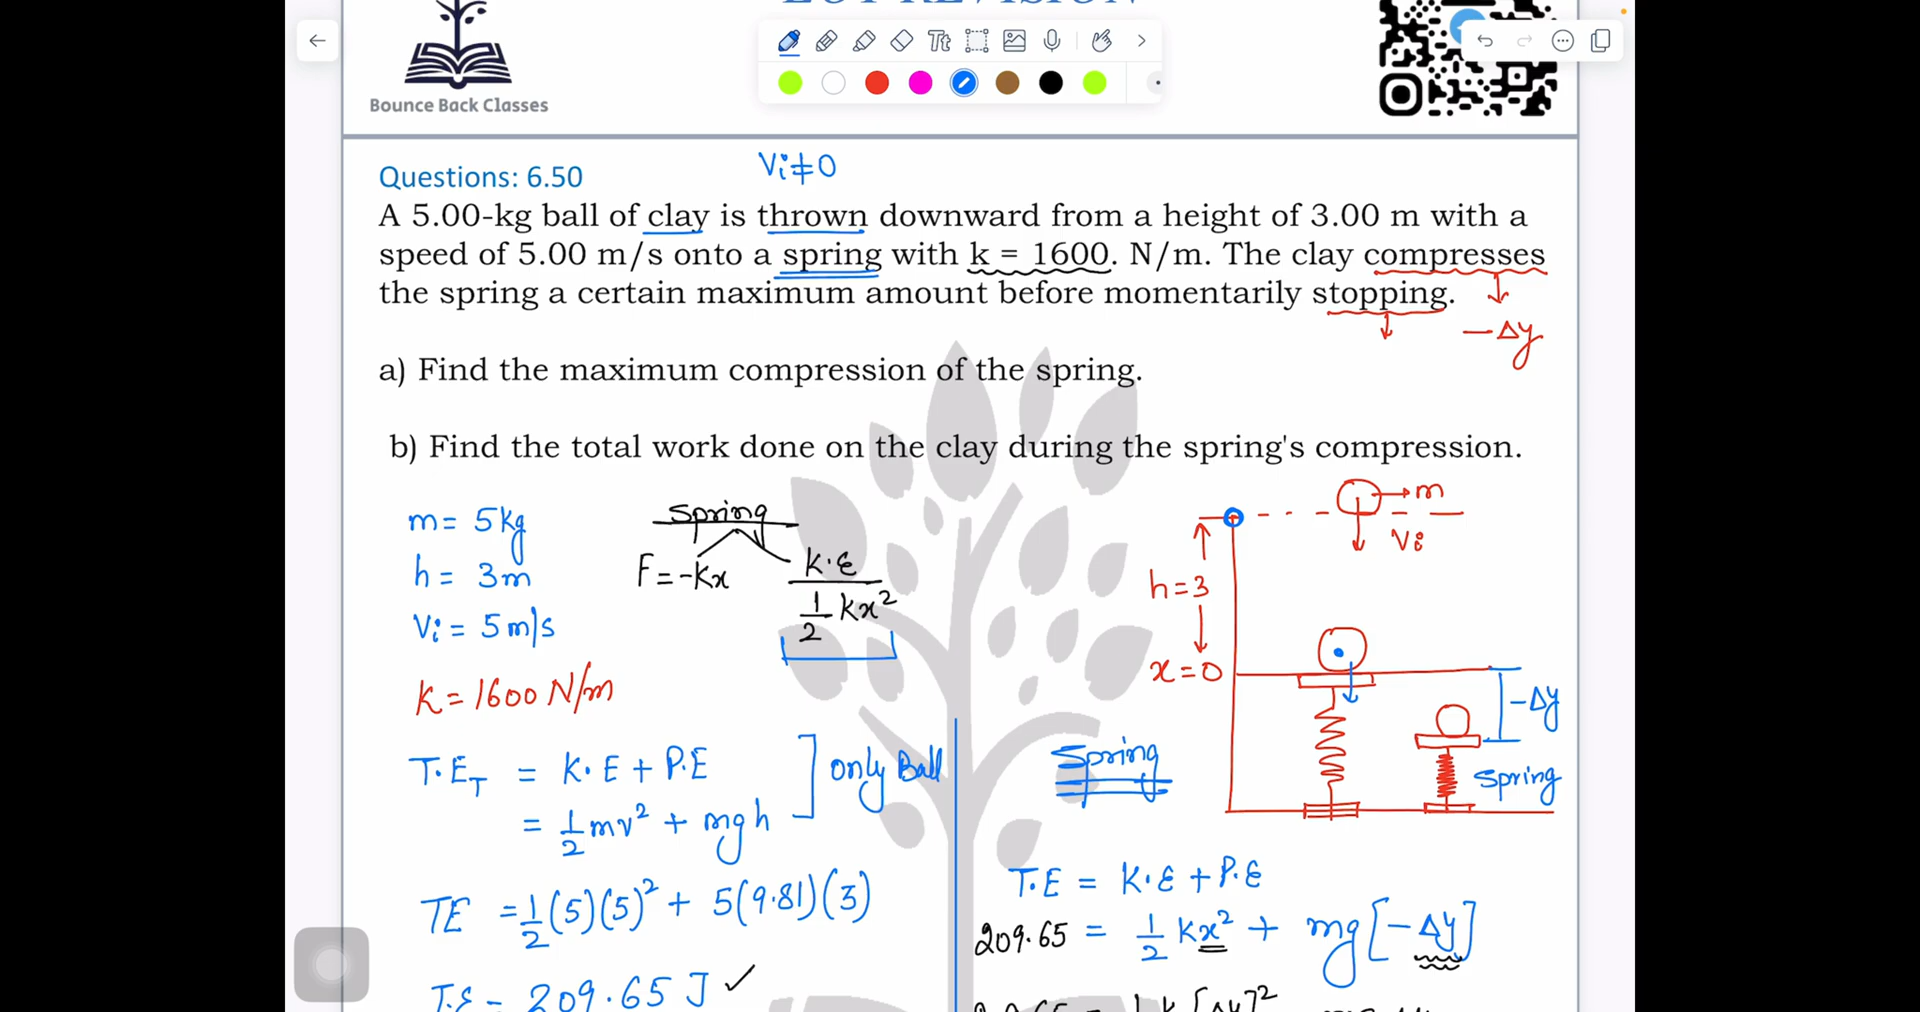 Bounce Back Classes
Tt
Questions: 6.50
Vi≠0
A 5.00-kg ball of clay is thrown downward from a height of 3.00 m with a
speed of 5.00 m/s onto a spring with k = 1600. N/m. The clay compresses
the spring a certain maximum amount before momentarily stopping.
-Δy
a) Find the maximum compression of the spring.
b) Find the total work done on the clay during the spring's compression.
m = 5kg
h = 3m
Vi = 5m/s
K = 1600 N/m
Spring
F = -Kx
K.E
1/2 Kx²
m
Vi
h=3
x=0
-Δy
Spring
T.E_T = K.E + P.E
= 1/2 mv² + mgh
only Ball
TE = 1/2 (5)(5)² + 5(9.81)(3)
T.E = 209.65 J ✓
Spring
T.E = K.E + P.E
209.65 = 1/2 Kx² + mg[-Δy]